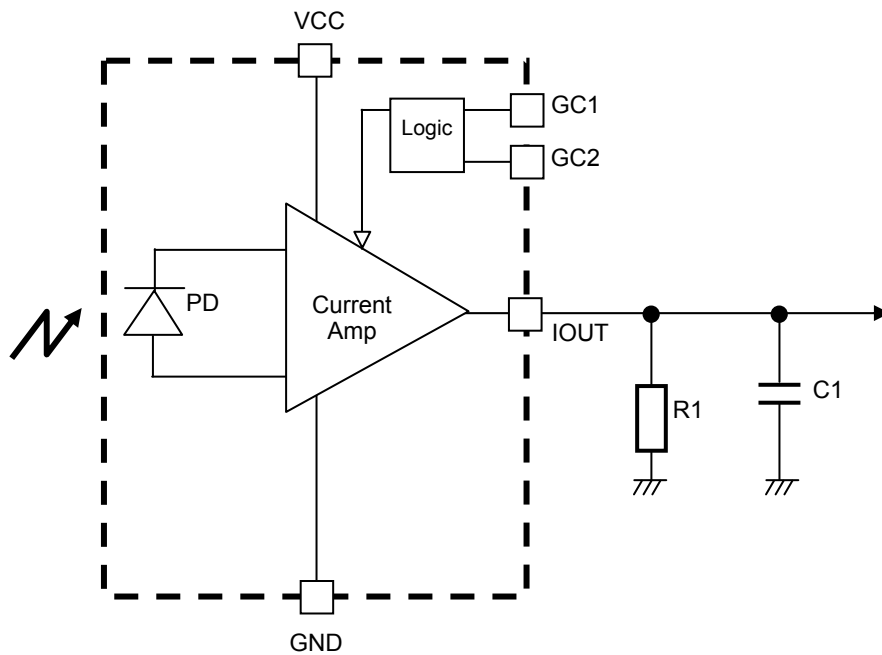 VCC
GC1
Logic
GC2
PD
Current
Amp
IOUT
R1
C1
GND